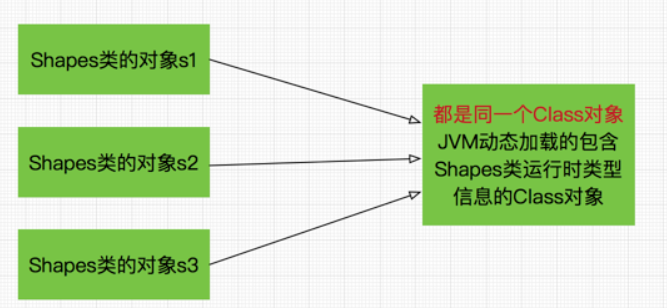 Shapes类的对象s1
Shapes类的对象s2
Shapes类的对象s3
都是同一个Class对象
JVM动态加载的包含
Shapes类运行时类型
信息的Class对象